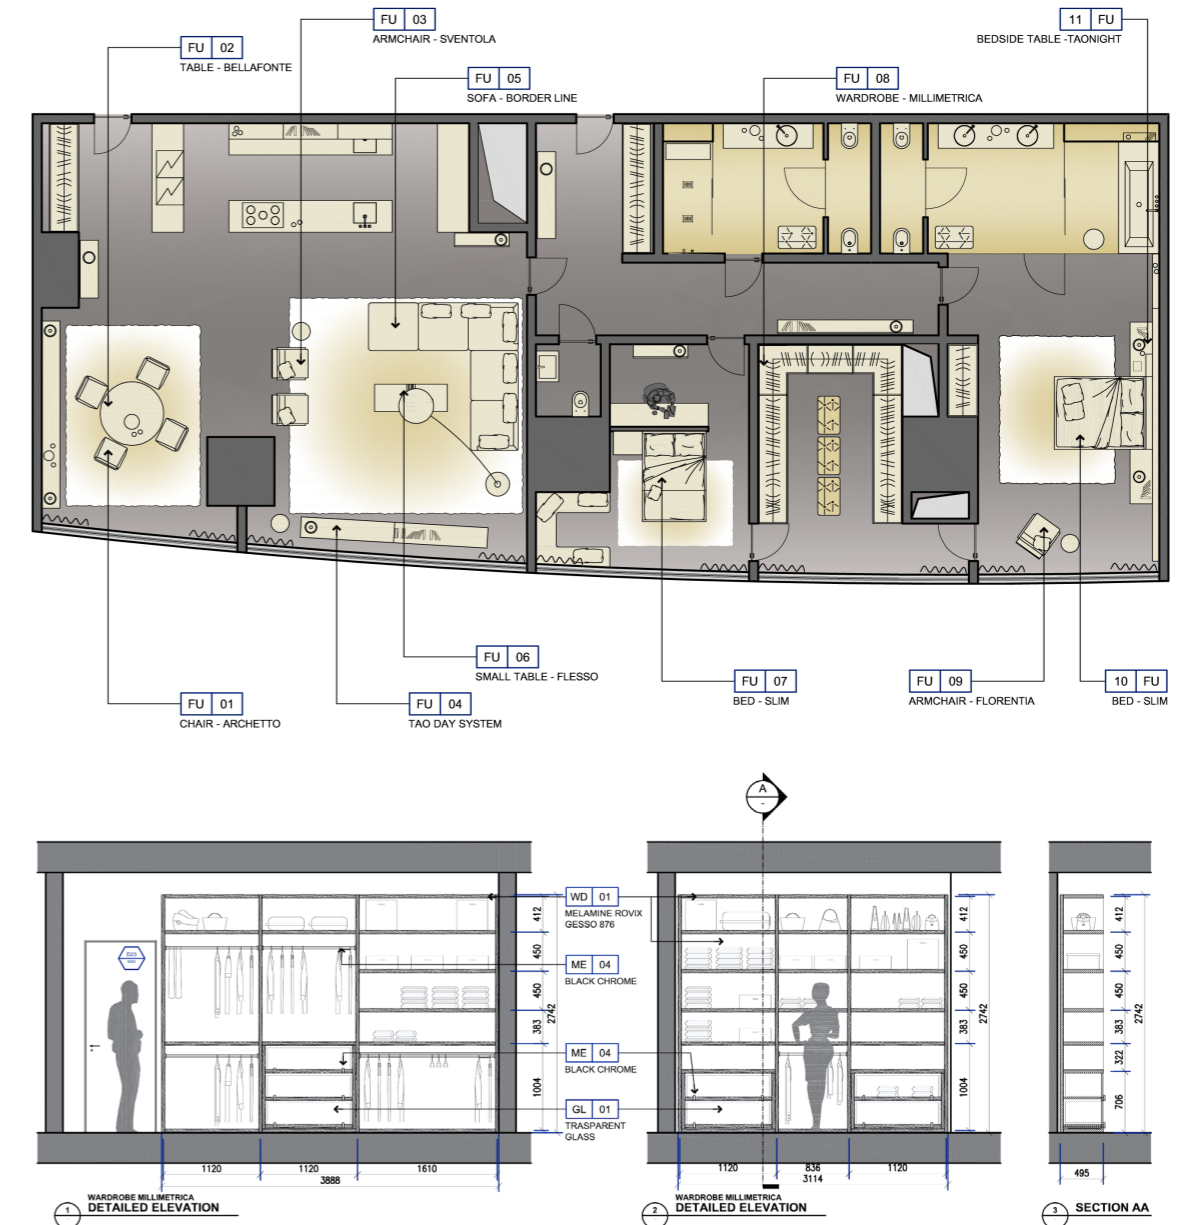 FU 03
ARMCHAIR - SVENTOLA
11 FU
BEDSIDE TABLE -TAONIGHT
FU 02
TABLE - BELLAFONTE
FU 05
SOFA - BORDER LINE
FU 08
WARDROBE - MILLIMETRICA
FU 06
SMALL TABLE - FLESSO
FU 07
BED - SLIM
FU 09
ARMCHAIR - FLORENTIA
10 FU
BED - SLIM
FU 01
CHAIR - ARCHETTO
FU 04
TAO DAY SYSTEM
A
-
WD 01
MELAMINE ROVIX
GESSO 876
ME 04
BLACK CHROME
ME 04
BLACK CHROME
GL 01
TRASPARENT
GLASS
412
450
450
383
1004
2742
412
450
450
383
1004
2742
412
450
450
383
322
706
2742
1120
1120
1610
3888
1120
836
1120
3114
495
1
WARDROBE MILLIMETRICA
DETAILED ELEVATION
2
WARDROBE MILLIMETRICA
DETAILED ELEVATION
3
SECTION AA